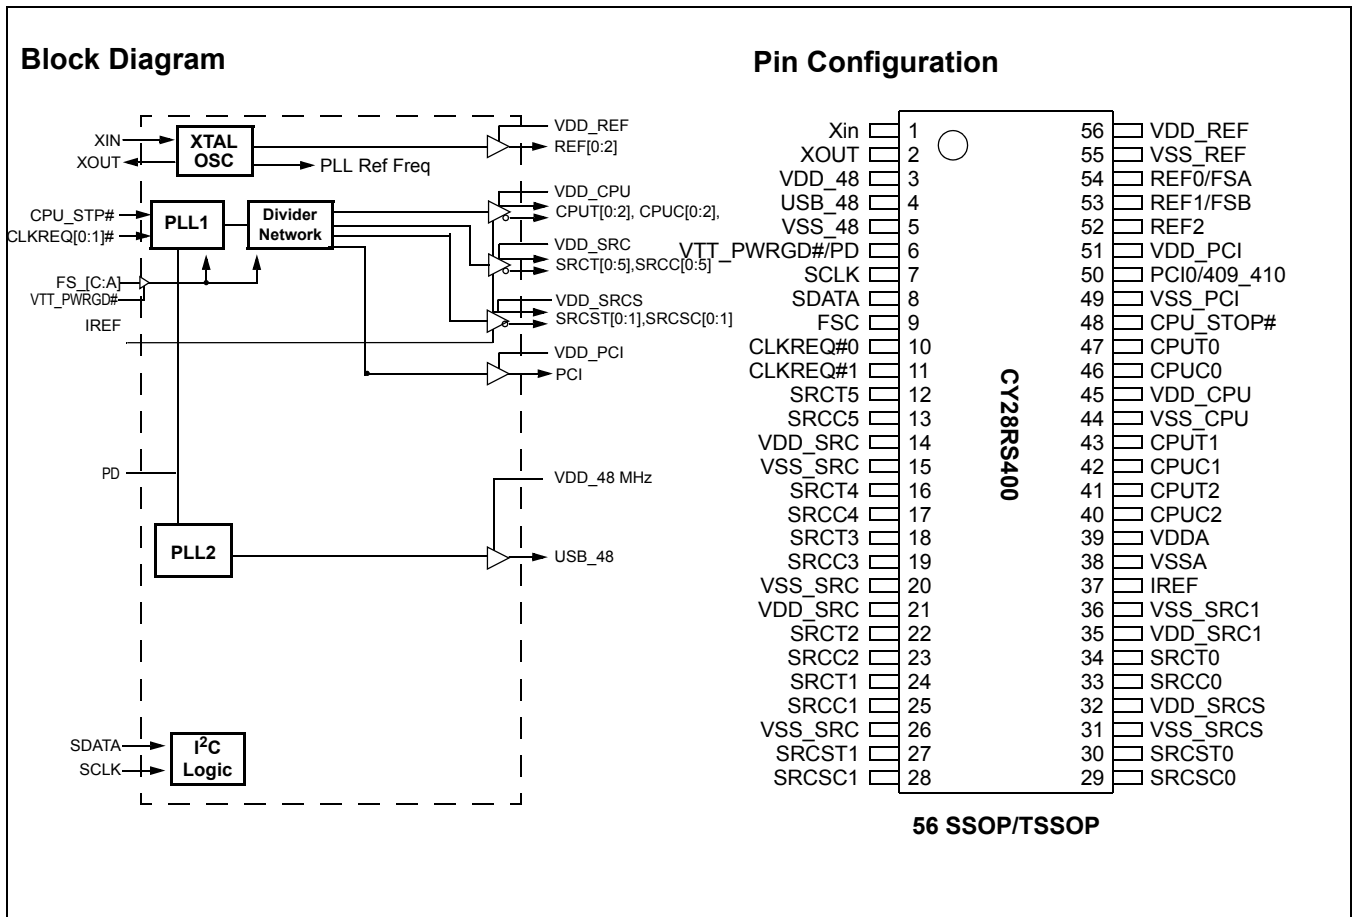 Block Diagram
XIN
XOUT
XTAL
OSC
PLL Ref Freq
VDD_REF
REF[0:2]
CPU_STP#
CLKREQ[0:1]#
PLL1
Divider
Network
VDD_CPU
CPUT[0:2], CPUC[0:2],
VDD_SRC
SRCT[0:5],SRCC[0:5]
FS_[C:A]
VTT_PWRGD#
IREF
VDD_SRCS
SRCST[0:1],SRCSC[0:1]
VDD_PCI
PCI
PD
VDD_48 MHz
PLL2
USB_48
SDATA
SCLK
I2C
Logic
Pin Configuration
Xin 1 56 VDD_REF
XOUT 2 55 VSS_REF
VDD_48 3 54 REF0/FSA
USB_48 4 53 REF1/FSB
VSS_48 5 52 REF2
VTT_PWRGD#/PD 6 51 VDD_PCI
SCLK 7 50 PCI0/409_410
SDATA 8 49 VSS_PCI
FSC 9 48 CPU_STOP#
CLKREQ#0 10 47 CPUT0
CLKREQ#1 11 46 CPUC0
SRCT5 12 45 VDD_CPU
SRCC5 13 44 VSS_CPU
VDD_SRC 14 43 CPUT1
VSS_SRC 15 42 CPUC1
SRCT4 16 41 CPUT2
SRCC4 17 40 CPUC2
SRCT3 18 39 VDDA
SRCC3 19 38 VSSA
VSS_SRC 20 37 IREF
VDD_SRC 21 36 VSS_SRC1
SRCT2 22 35 VDD_SRC1
SRCC2 23 34 SRCT0
SRCT1 24 33 SRCC0
SRCC1 25 32 VDD_SRCS
VSS_SRC 26 31 VSS_SRCS
SRCST1 27 30 SRCST0
SRCSC1 28 29 SRCSC0
CY28RS400
56 SSOP/TSSOP